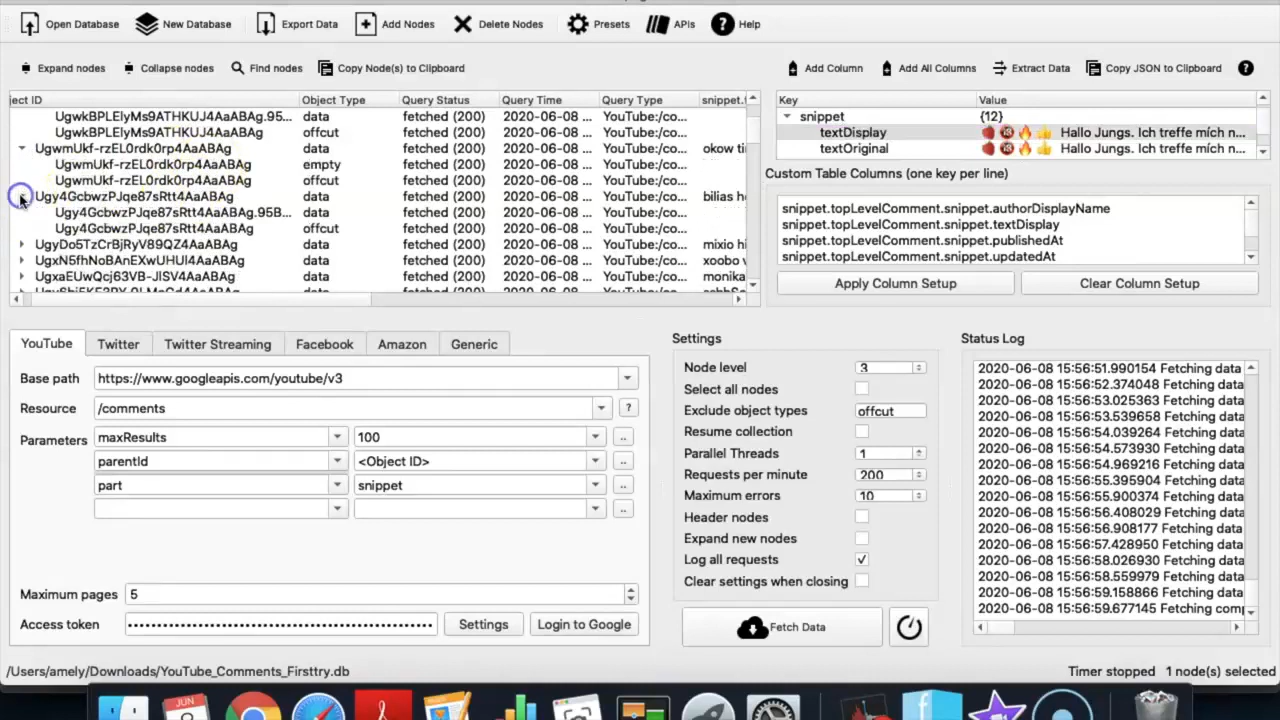 Open Database New Database Export Data Add Nodes Delete Nodes Presets APIs Help
Expand nodes Collapse nodes Find nodes Copy Node(s) to Clipboard
Add Column Add All Columns Extract Data Copy JSON to Clipboard
ject ID Object Type Query Status Query Time Query Type snippet.
UgwkBPLElyMs9ATHKUJ4AaABAg.95... data fetched (200) 2020-06-08 ... YouTube:/co...
UgwkBPLElyMs9ATHKUJ4AaABAg offcut fetched (200) 2020-06-08 ... YouTube:/co...
UgwmUkf-rzEL0rdk0rp4AaABAg data fetched (200) 2020-06-08 ... YouTube:/co... okow ti
UgwmUkf-rzEL0rdk0rp4AaABAg empty fetched (200) 2020-06-08 ... YouTube:/co...
UgwmUkf-rzEL0rdk0rp4AaABAg offcut fetched (200) 2020-06-08 ... YouTube:/co...
Ugy4GcbwzPJqe87sRtt4AaABAg data fetched (200) 2020-06-08 ... YouTube:/co... bilias he
Ugy4GcbwzPJqe87sRtt4AaABAg.95B... data fetched (200) 2020-06-08 ... YouTube:/co...
Ugy4GcbwzPJqe87sRtt4AaABAg offcut fetched (200) 2020-06-08 ... YouTube:/co...
UgyDo5TzCrBjRyV89QZ4AaABAg data fetched (200) 2020-06-08 ... YouTube:/co... mixio hi
UgxN5fhNoBAnEXwUHUl4AaABAg data fetched (200) 2020-06-08 ... YouTube:/co... xoobo v
UgxaEUwQcj63VB-JlSV4AaABAg data fetched (200) 2020-06-08 ... YouTube:/co... monika
Key Value
snippet {12}
textDisplay 🔞🔥👍 Hallo Jungs. Ich treffe mích n...
textOriginal 🔞🔥👍 Hallo Jungs. Ich treffe mích n...
Custom Table Columns (one key per line)
snippet.topLevelComment.snippet.authorDisplayName
snippet.topLevelComment.snippet.textDisplay
snippet.topLevelComment.snippet.publishedAt
snippet.topLevelComment.snippet.updatedAt
Apply Column Setup Clear Column Setup
YouTube Twitter Twitter Streaming Facebook Amazon Generic
Base path https://www.googleapis.com/youtube/v3
Resource /comments ?
Parameters maxResults 100 ..
parentId <Object ID> ..
part snippet ..
..
Maximum pages 5
Access token Settings Login to Google
Settings
Node level 3
Select all nodes
Exclude object types offcut
Resume collection
Parallel Threads 1
Requests per minute 200
Maximum errors 10
Header nodes
Expand new nodes
Log all requests
Clear settings when closing
Fetch Data
Status Log
2020-06-08 15:56:51.990154 Fetching data
2020-06-08 15:56:52.374048 Fetching data
2020-06-08 15:56:53.025363 Fetching data
2020-06-08 15:56:53.539658 Fetching data
2020-06-08 15:56:54.039264 Fetching data
2020-06-08 15:56:54.573930 Fetching data
2020-06-08 15:56:54.969216 Fetching data
2020-06-08 15:56:55.395904 Fetching data
2020-06-08 15:56:55.900374 Fetching data
2020-06-08 15:56:56.408029 Fetching data
2020-06-08 15:56:56.908177 Fetching data
2020-06-08 15:56:57.428950 Fetching data
2020-06-08 15:56:58.026930 Fetching data
2020-06-08 15:56:58.559979 Fetching data
2020-06-08 15:56:59.158866 Fetching data
2020-06-08 15:56:59.677145 Fetching comp
/Users/amely/Downloads/YouTube_Comments_Firsttry.db
Timer stopped 1 node(s) selected
JUN